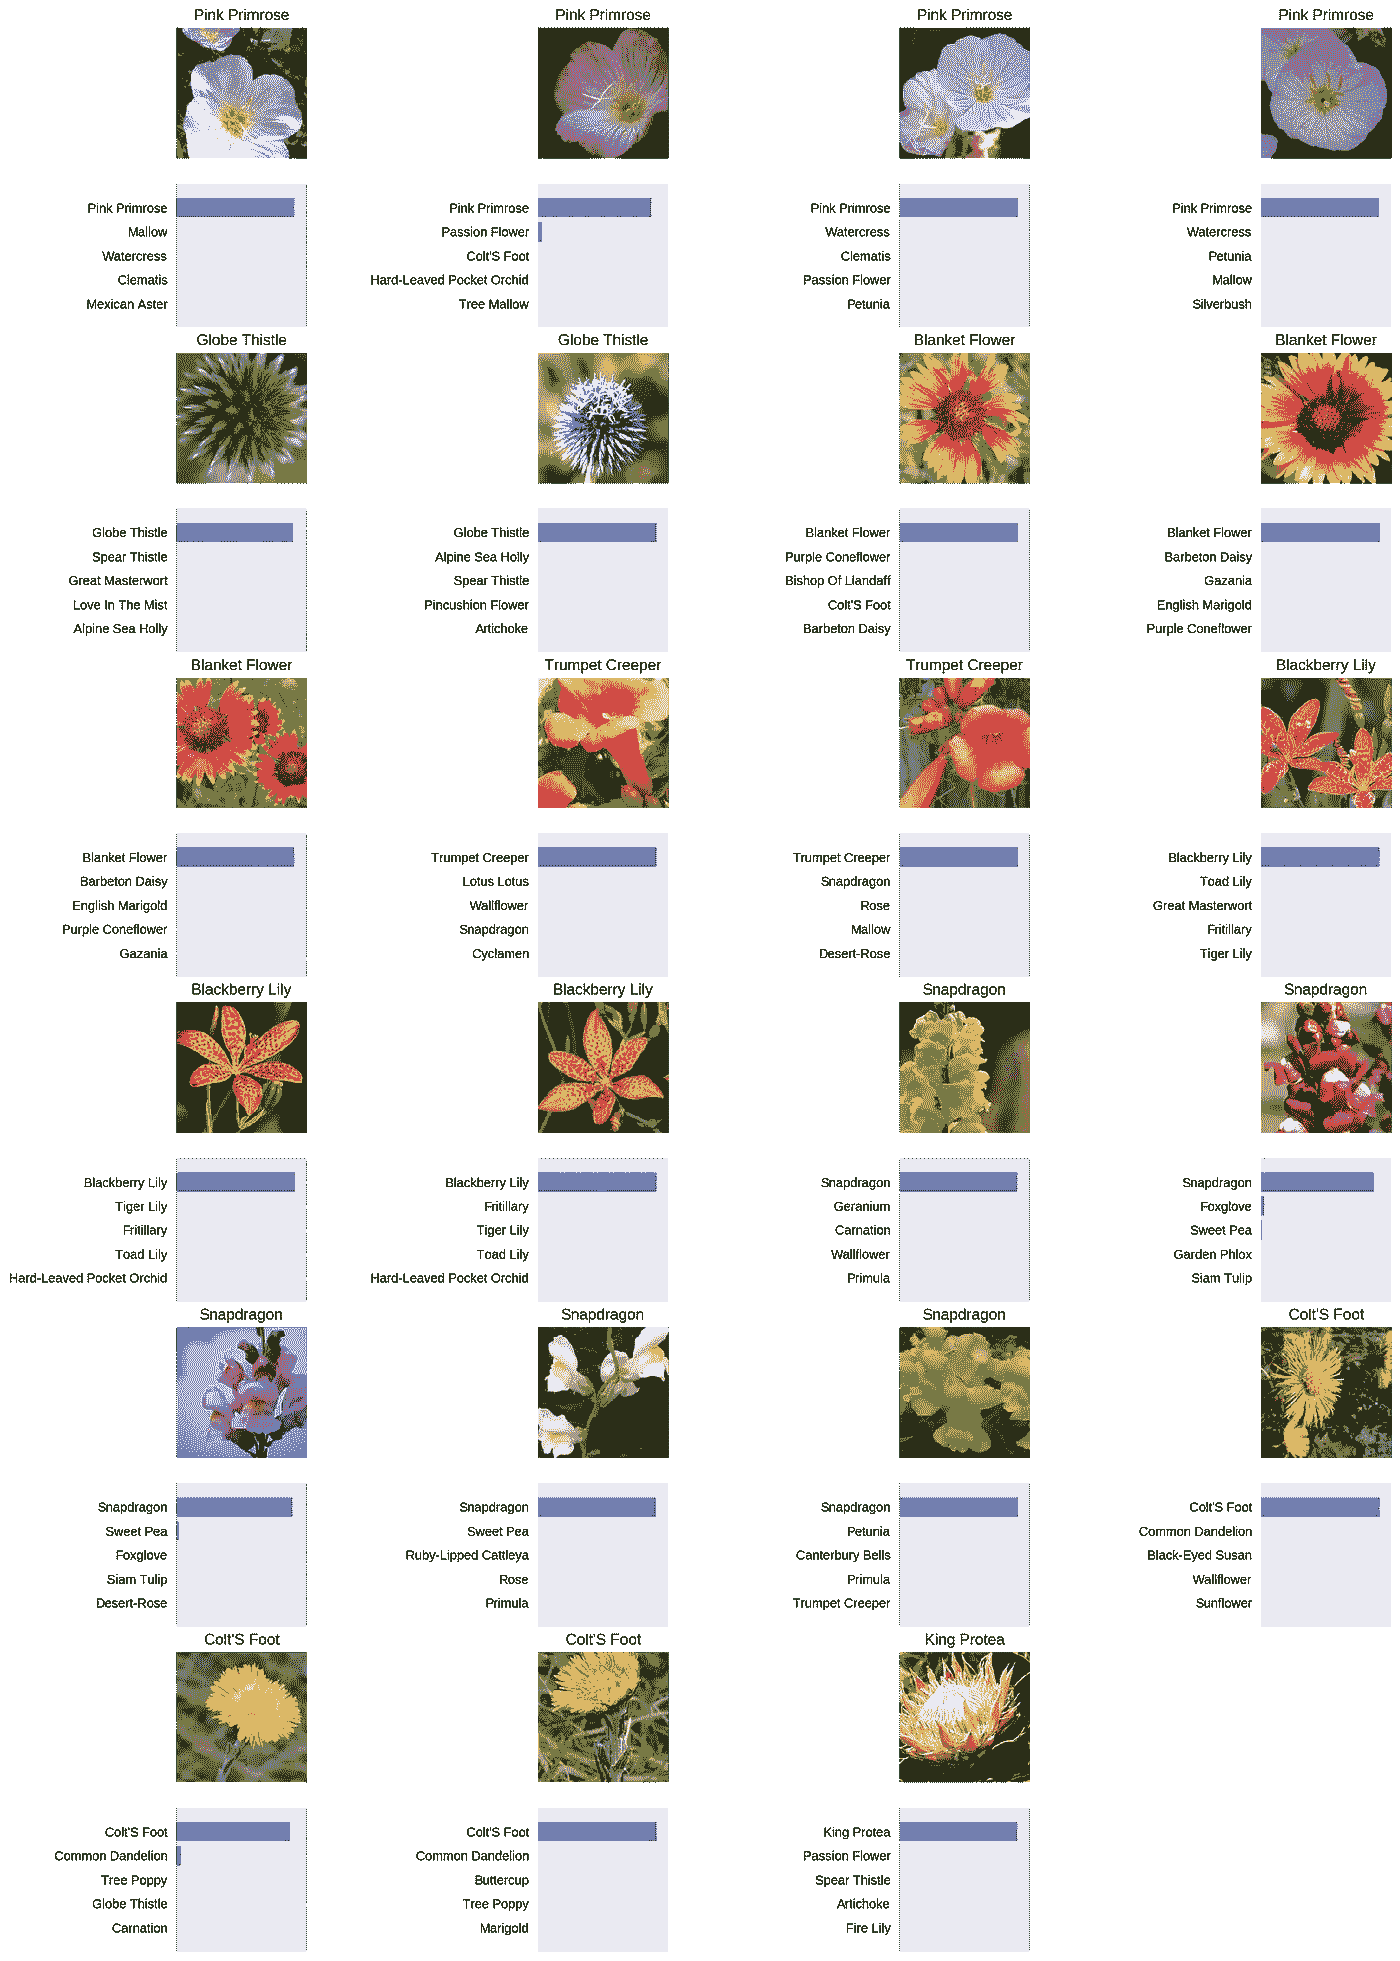 Pink Primrose
Pink Primrose
Pink Primrose
Pink Primrose
Pink Primrose
Mallow
Watercress
Clematis
Mexican Aster
Pink Primrose
Passion Flower
Colt'S Foot
Hard-Leaved Pocket Orchid
Tree Mallow
Pink Primrose
Watercress
Clematis
Passion Flower
Petunia
Pink Primrose
Watercress
Petunia
Mallow
Silverbush
Globe Thistle
Globe Thistle
Blanket Flower
Blanket Flower
Globe Thistle
Spear Thistle
Great Masterwort
Love In The Mist
Alpine Sea Holly
Globe Thistle
Alpine Sea Holly
Spear Thistle
Pincushion Flower
Artichoke
Blanket Flower
Purple Coneflower
Bishop Of Llandaff
Colt'S Foot
Barbeton Daisy
Blanket Flower
Barbeton Daisy
Gazania
English Marigold
Purple Coneflower
Blanket Flower
Trumpet Creeper
Trumpet Creeper
Blackberry Lily
Blanket Flower
Barbeton Daisy
English Marigold
Purple Coneflower
Gazania
Trumpet Creeper
Lotus Lotus
Wallflower
Snapdragon
Cyclamen
Trumpet Creeper
Snapdragon
Rose
Mallow
Desert-Rose
Blackberry Lily
Toad Lily
Great Masterwort
Fritillary
Tiger Lily
Blackberry Lily
Blackberry Lily
Snapdragon
Snapdragon
Blackberry Lily
Tiger Lily
Fritillary
Toad Lily
Hard-Leaved Pocket Orchid
Blackberry Lily
Fritillary
Tiger Lily
Toad Lily
Hard-Leaved Pocket Orchid
Snapdragon
Geranium
Carnation
Wallflower
Primula
Snapdragon
Foxglove
Sweet Pea
Garden Phlox
Siam Tulip
Snapdragon
Snapdragon
Snapdragon
Colt'S Foot
Snapdragon
Sweet Pea
Foxglove
Siam Tulip
Desert-Rose
Snapdragon
Sweet Pea
Ruby-Lipped Cattleya
Rose
Primula
Snapdragon
Petunia
Canterbury Bells
Primula
Trumpet Creeper
Colt'S Foot
Common Dandelion
Black-Eyed Susan
Wallflower
Sunflower
Colt'S Foot
Colt'S Foot
King Protea
Colt'S Foot
Common Dandelion
Tree Poppy
Globe Thistle
Carnation
Colt'S Foot
Common Dandelion
Buttercup
Tree Poppy
Marigold
King Protea
Passion Flower
Spear Thistle
Artichoke
Fire Lily